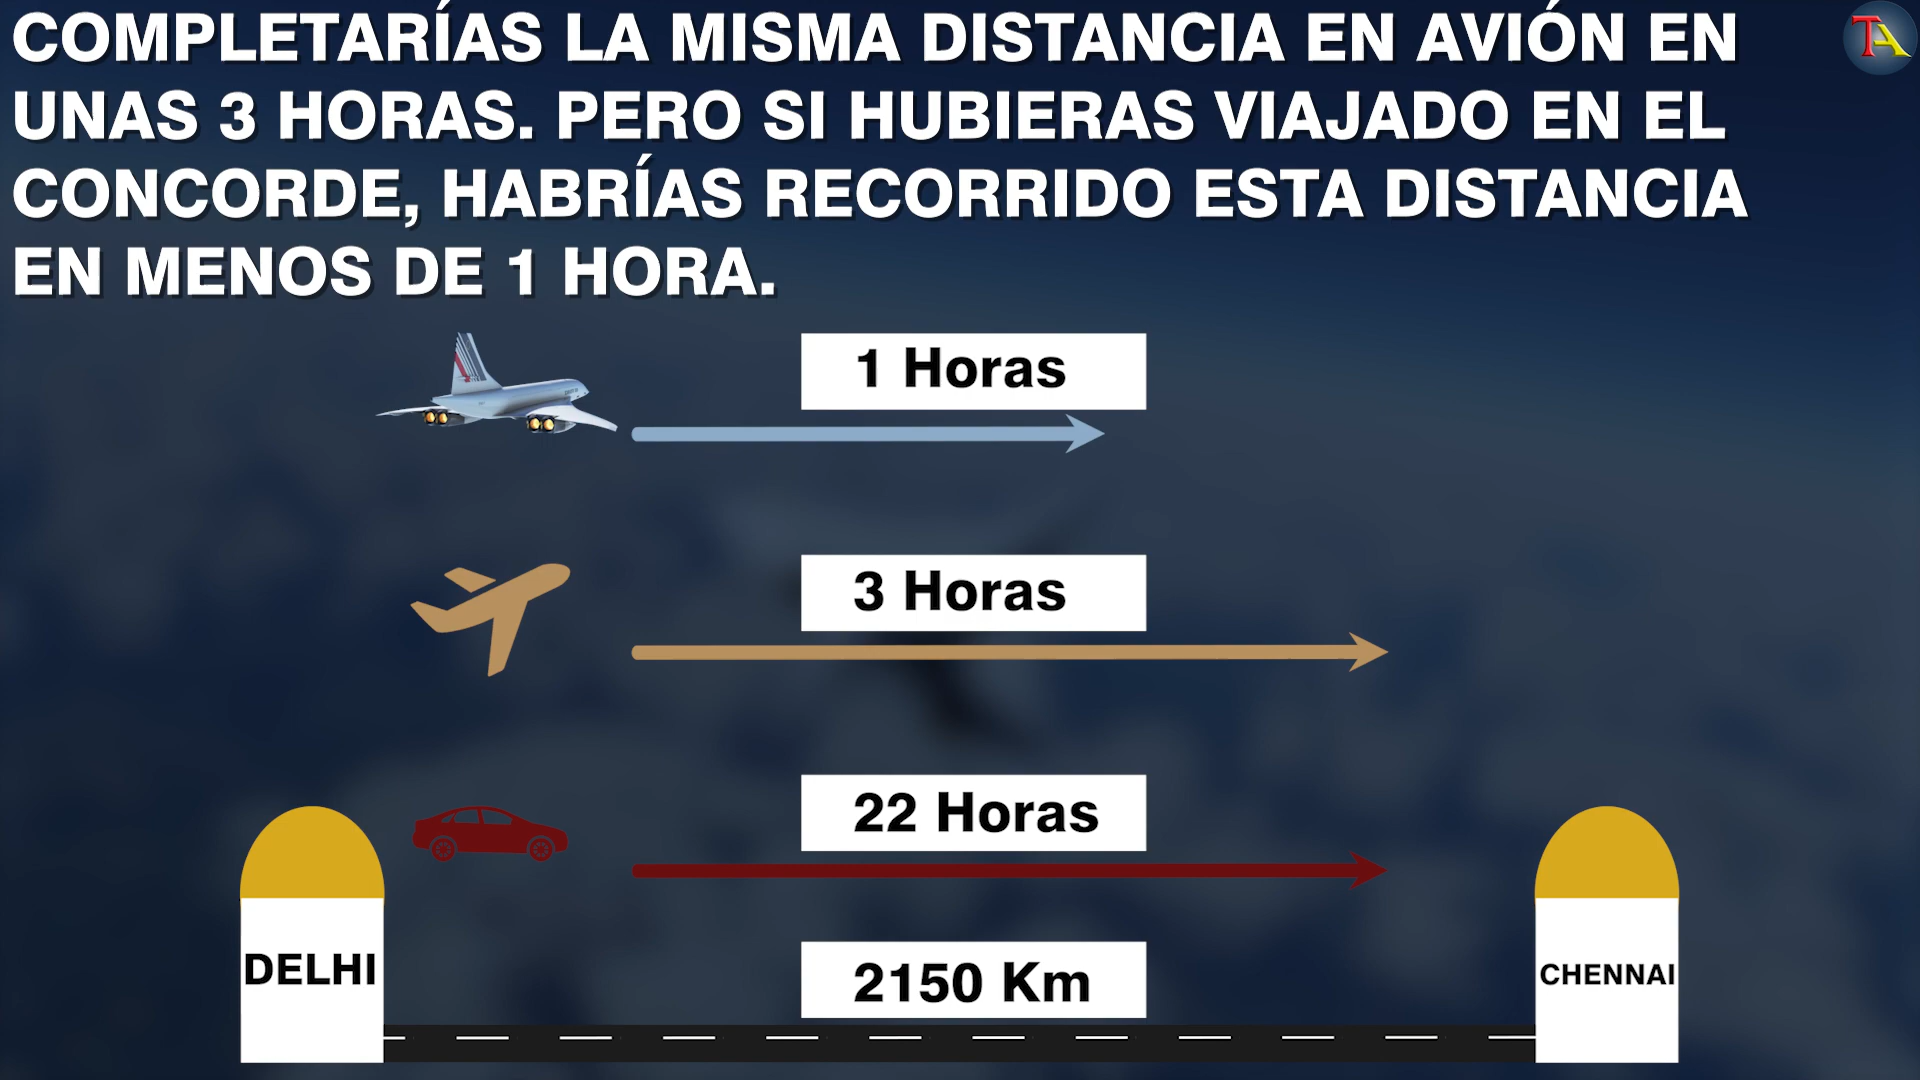 COMPLETARÍAS LA MISMA DISTANCIA EN AVIÓN EN
UNAS 3 HORAS. PERO SI HUBIERAS VIAJADO EN EL
CONCORDE, HABRÍAS RECORRIDO ESTA DISTANCIA
EN MENOS DE 1 HORA.
TA
1 Horas
3 Horas
22 Horas
DELHI
CHENNAI
2150 Km